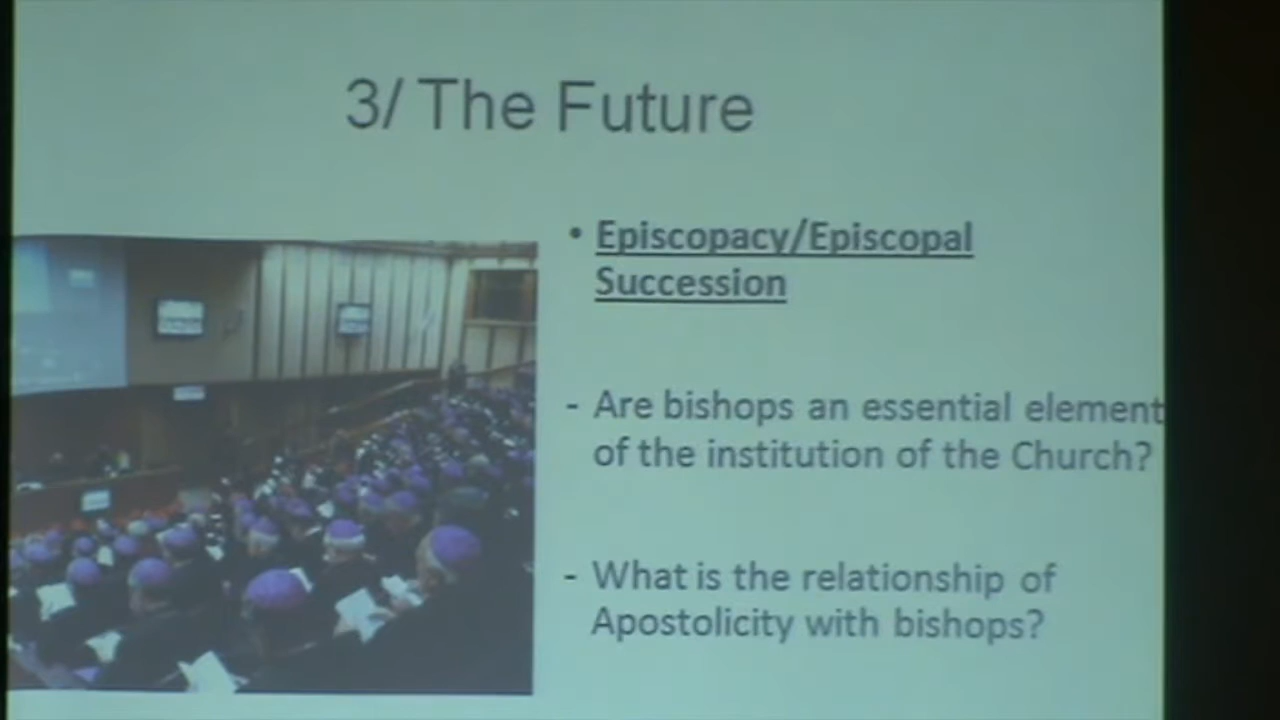 3/ The Future
• Episcopacy/Episcopal
Succession
- Are bishops an essential element
of the institution of the Church?
- What is the relationship of
Apostolicity with bishops?